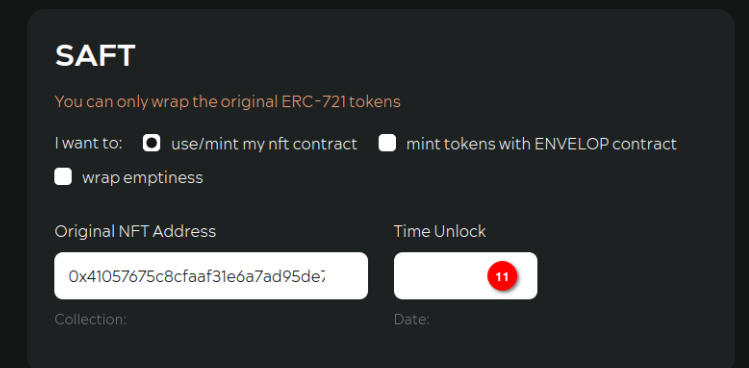 SAFT
You can only wrap the original ERC-721 tokens
I want to: use/mint my nft contract mint tokens with ENVELOP contract
wrap emptiness
Original NFT Address Time Unlock
0x41057675c8cfaaf31e6a7ad95de7 11
Collection: Date: